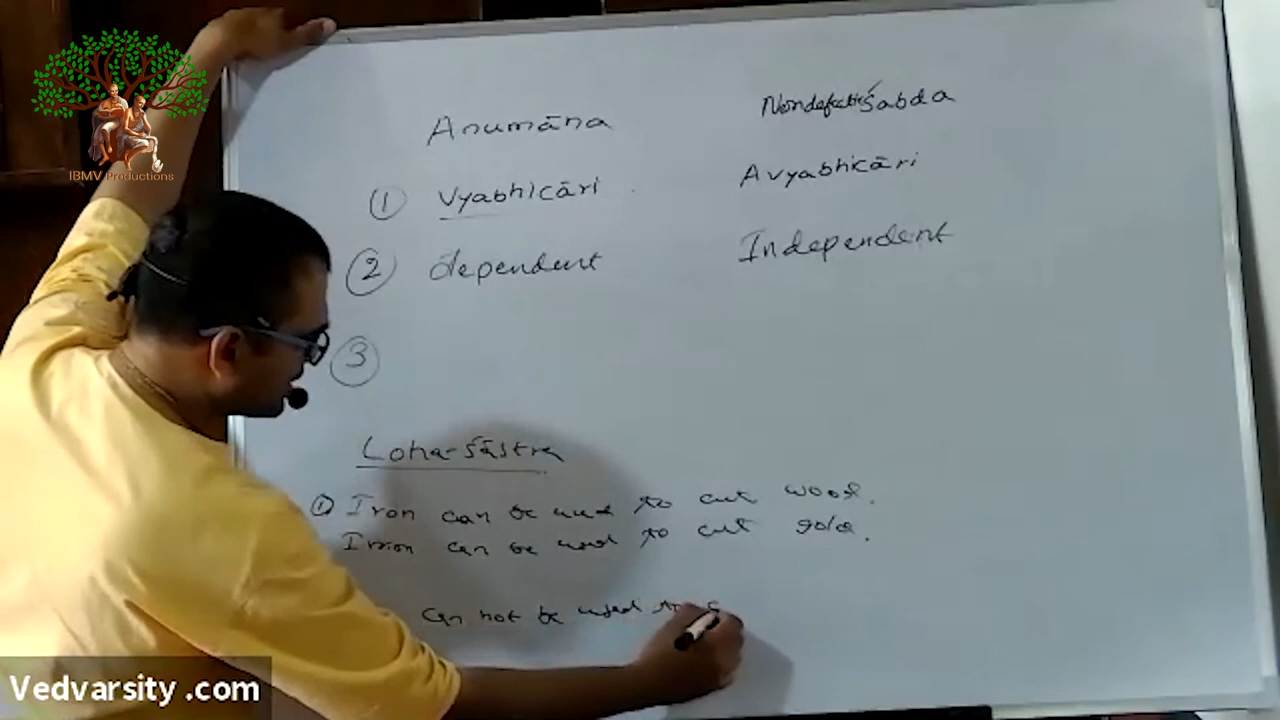 IBMV Productions
Anumāna Nondefective Śabda
① Vyabhicāri Avyabhicāri
② dependent Independent
③
Loha-śāstra
① Iron can be used to cut wood.
Iron can be used to cut gold.
can not be used to
Vedvarsity .com